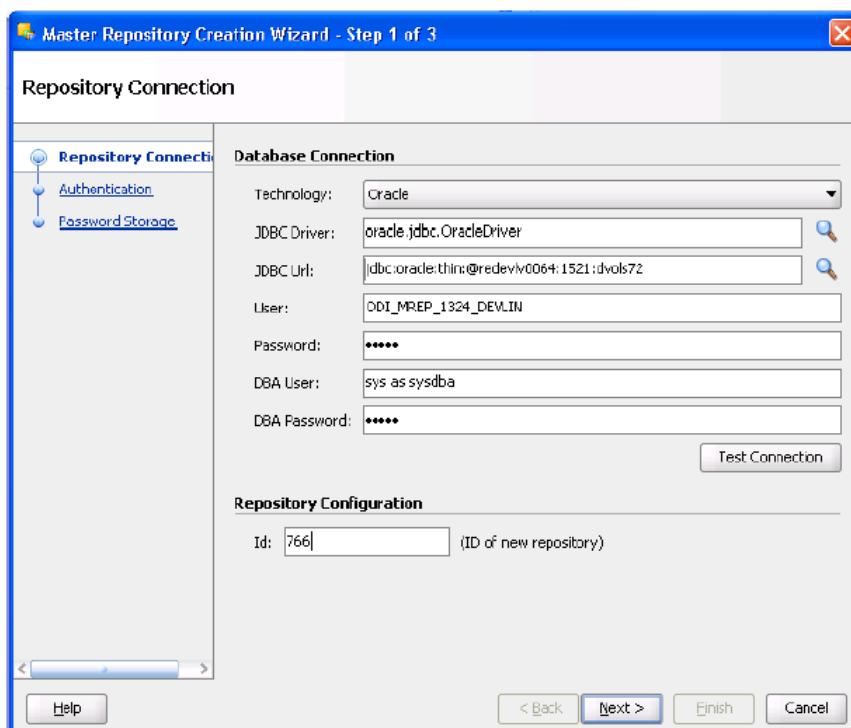 Master Repository Creation Wizard - Step 1 of 3
Repository Connection
Repository Connecti
Authentication
Password Storage
Database Connection
Technology: Oracle
JDBC Driver: oracle.jdbc.OracleDriver
JDBC Url: jdbc:oracle:thin:@redevlv0064:1521:dvols72
User: ODI_MREP_1324_DEVLIN
Password: •••••
DBA User: sys as sysdba
DBA Password: •••••
Test Connection
Repository Configuration
Id: 766 (ID of new repository)
Help
< Back
Next >
Finish
Cancel